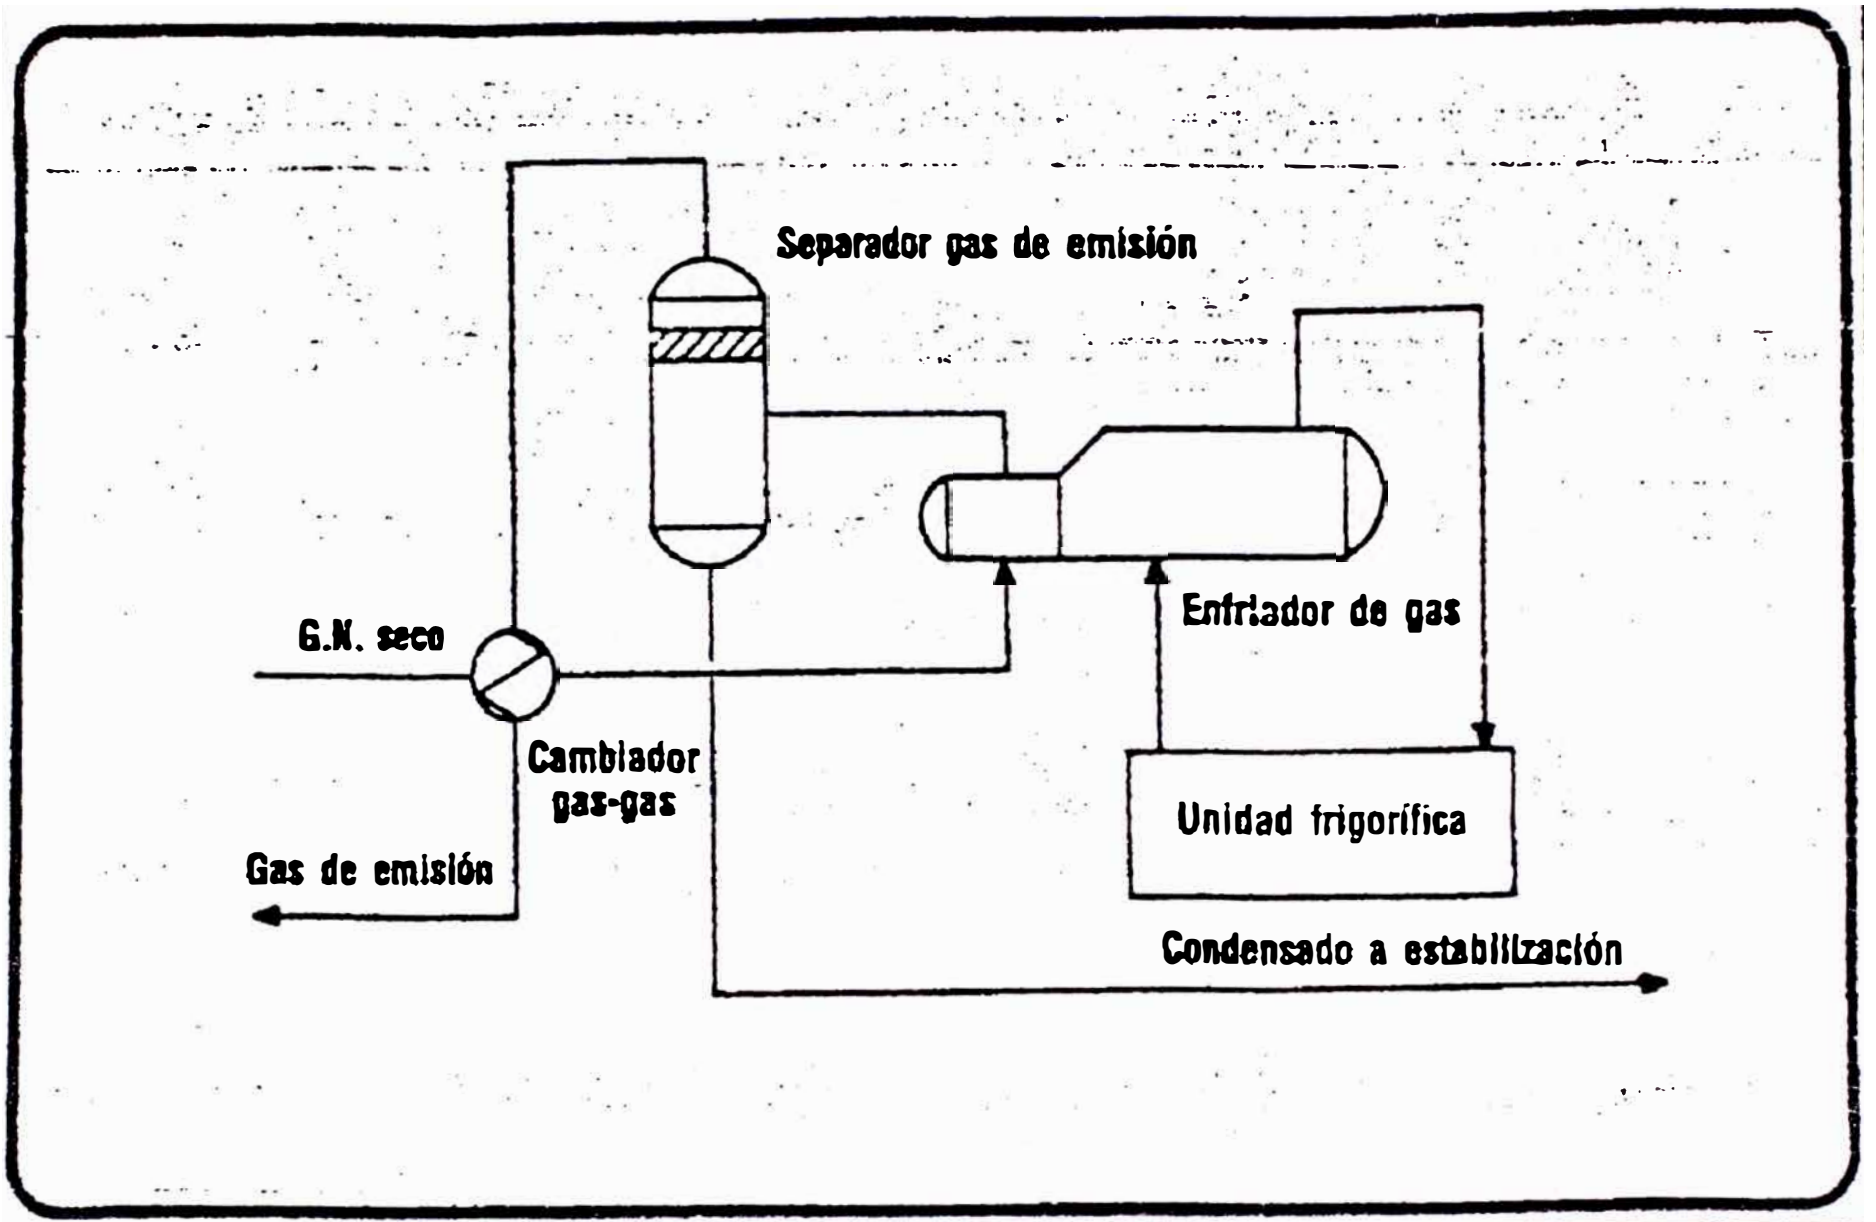 Separador gas de emisión
G.N. seco
Enfriador de gas
Cambiador
gas-gas
Unidad frigorífica
Gas de emisión
Condensado a estabilización